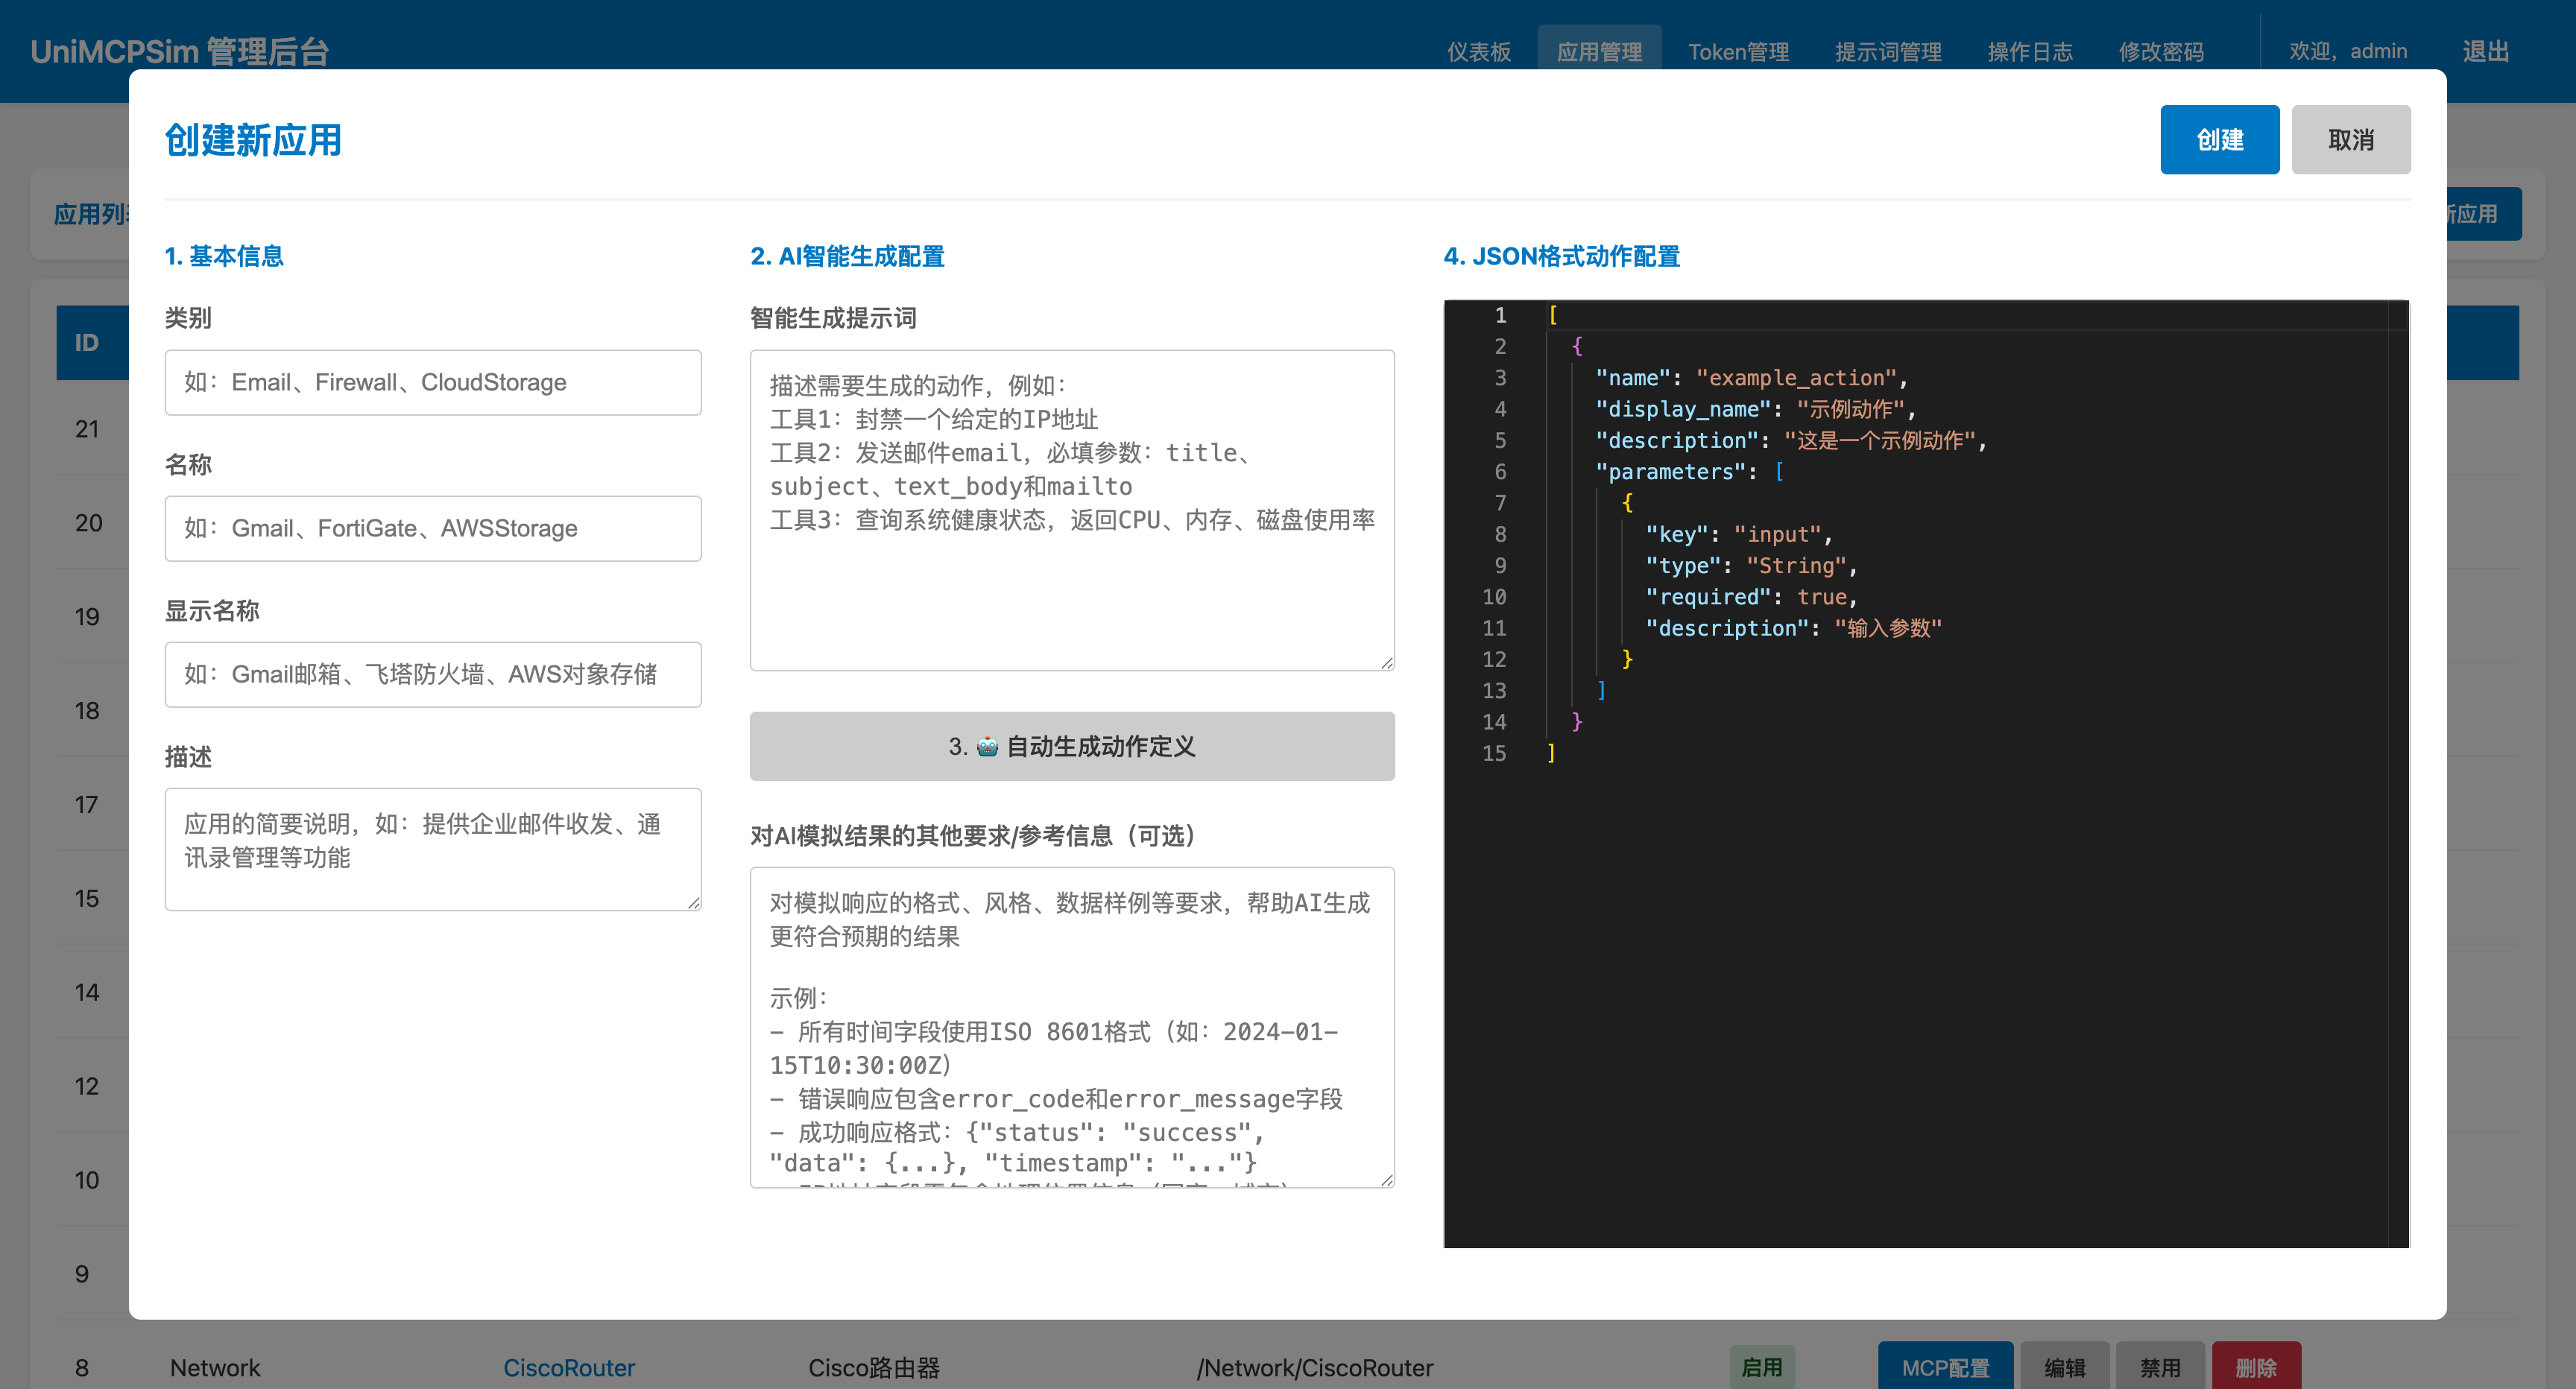 UniMCPSim 管理后台
仪表板
应用管理
Token管理
提示词管理
操作日志
修改密码
欢迎，admin
退出
创建新应用
创建
取消
应用列
新应用
1. 基本信息
类别
如：Email、Firewall、CloudStorage
名称
如：Gmail、FortiGate、AWSStorage
显示名称
如：Gmail邮箱、飞塔防火墙、AWS对象存储
描述
应用的简要说明，如：提供企业邮件收发、通
讯录管理等功能
2. AI智能生成配置
智能生成提示词
描述需要生成的动作，例如：
工具1：封禁一个给定的IP地址
工具2：发送邮件email，必填参数：title、
subject、text_body和mailto
工具3：查询系统健康状态，返回CPU、内存、磁盘使用率
3. 🤖 自动生成动作定义
对AI模拟结果的其他要求/参考信息（可选）
对模拟响应的格式、风格、数据样例等要求，帮助AI生成
更符合预期的结果
示例：
- 所有时间字段使用ISO 8601格式（如：2024-01-
15T10:30:00Z）
- 错误响应包含error_code和error_message字段
- 成功响应格式：{"status": "success",
"data": {...}, "timestamp": "..."}
4. JSON格式动作配置
1 [
2 {
3 "name": "example_action",
4 "display_name": "示例动作",
5 "description": "这是一个示例动作",
6 "parameters": [
7 {
8 "key": "input",
9 "type": "String",
10 "required": true,
11 "description": "输入参数"
12 }
13 ]
14 }
15 ]
ID
21
20
19
18
17
15
14
12
10
9
8 Network CiscoRouter Cisco路由器 /Network/CiscoRouter 启用 MCP配置 编辑 禁用 删除